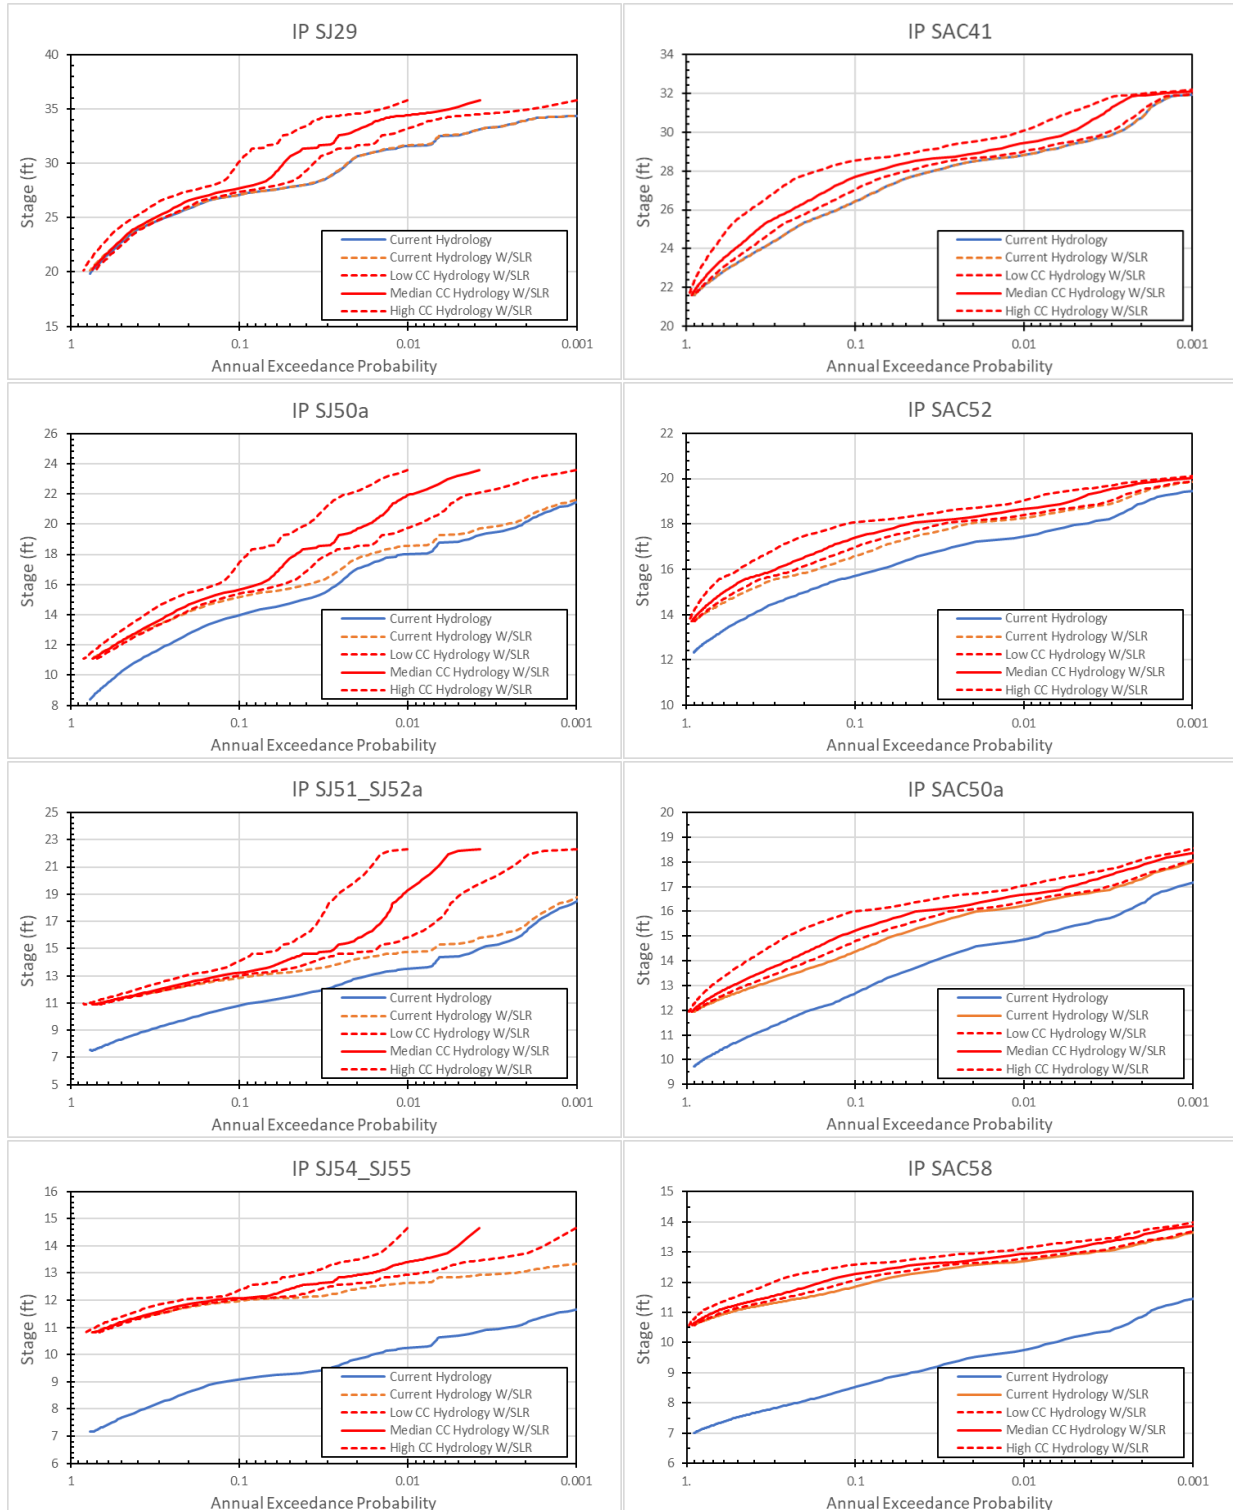 IP SJ29
40
35
30
25
20
15
Stage (ft)
1 0.1 0.01 0.001
Annual Exceedance Probability
Current Hydrology
Current Hydrology W/SLR
Low CC Hydrology W/SLR
Median CC Hydrology W/SLR
High CC Hydrology W/SLR
IP SAC41
34
32
30
28
26
24
22
20
Stage (ft)
1. 0.1 0.01 0.001
Annual Exceedance Probability
Current Hydrology
Current Hydrology W/SLR
Low CC Hydrology W/SLR
Median CC Hydrology W/SLR
High CC Hydrology W/SLR
IP SJ50a
26
24
22
20
18
16
14
12
10
8
Stage (ft)
1 0.1 0.01 0.001
Annual Exceedance Probability
Current Hydrology
Current Hydrology W/SLR
Low CC Hydrology W/SLR
Median CC Hydrology W/SLR
High CC Hydrology W/SLR
IP SAC52
22
20
18
16
14
12
10
Stage (ft)
1. 0.1 0.01 0.001
Annual Exceedance Probability
Current Hydrology
Current Hydrology W/SLR
Low CC Hydrology W/SLR
Median CC Hydrology W/SLR
High CC Hydrology W/SLR
IP SJ51_SJ52a
25
23
21
19
17
15
13
11
9
7
5
Stage (ft)
1 0.1 0.01 0.001
Annual Exceedance Probability
Current Hydrology
Current Hydrology W/SLR
Low CC Hydrology W/SLR
Median CC Hydrology W/SLR
High CC Hydrology W/SLR
IP SAC50a
20
19
18
17
16
15
14
13
12
11
10
9
Stage (ft)
1. 0.1 0.01 0.001
Annual Exceedance Probability
Current Hydrology
Current Hydrology W/SLR
Low CC Hydrology W/SLR
Median CC Hydrology W/SLR
High CC Hydrology W/SLR
IP SJ54_SJ55
16
15
14
13
12
11
10
9
8
7
6
Stage (ft)
1 0.1 0.01 0.001
Annual Exceedance Probability
Current Hydrology
Current Hydrology W/SLR
Low CC Hydrology W/SLR
Median CC Hydrology W/SLR
High CC Hydrology W/SLR
IP SAC58
15
14
13
12
11
10
9
8
7
6
Stage (ft)
1. 0.1 0.01 0.001
Annual Exceedance Probability
Current Hydrology
Current Hydrology W/SLR
Low CC Hydrology W/SLR
Median CC Hydrology W/SLR
High CC Hydrology W/SLR